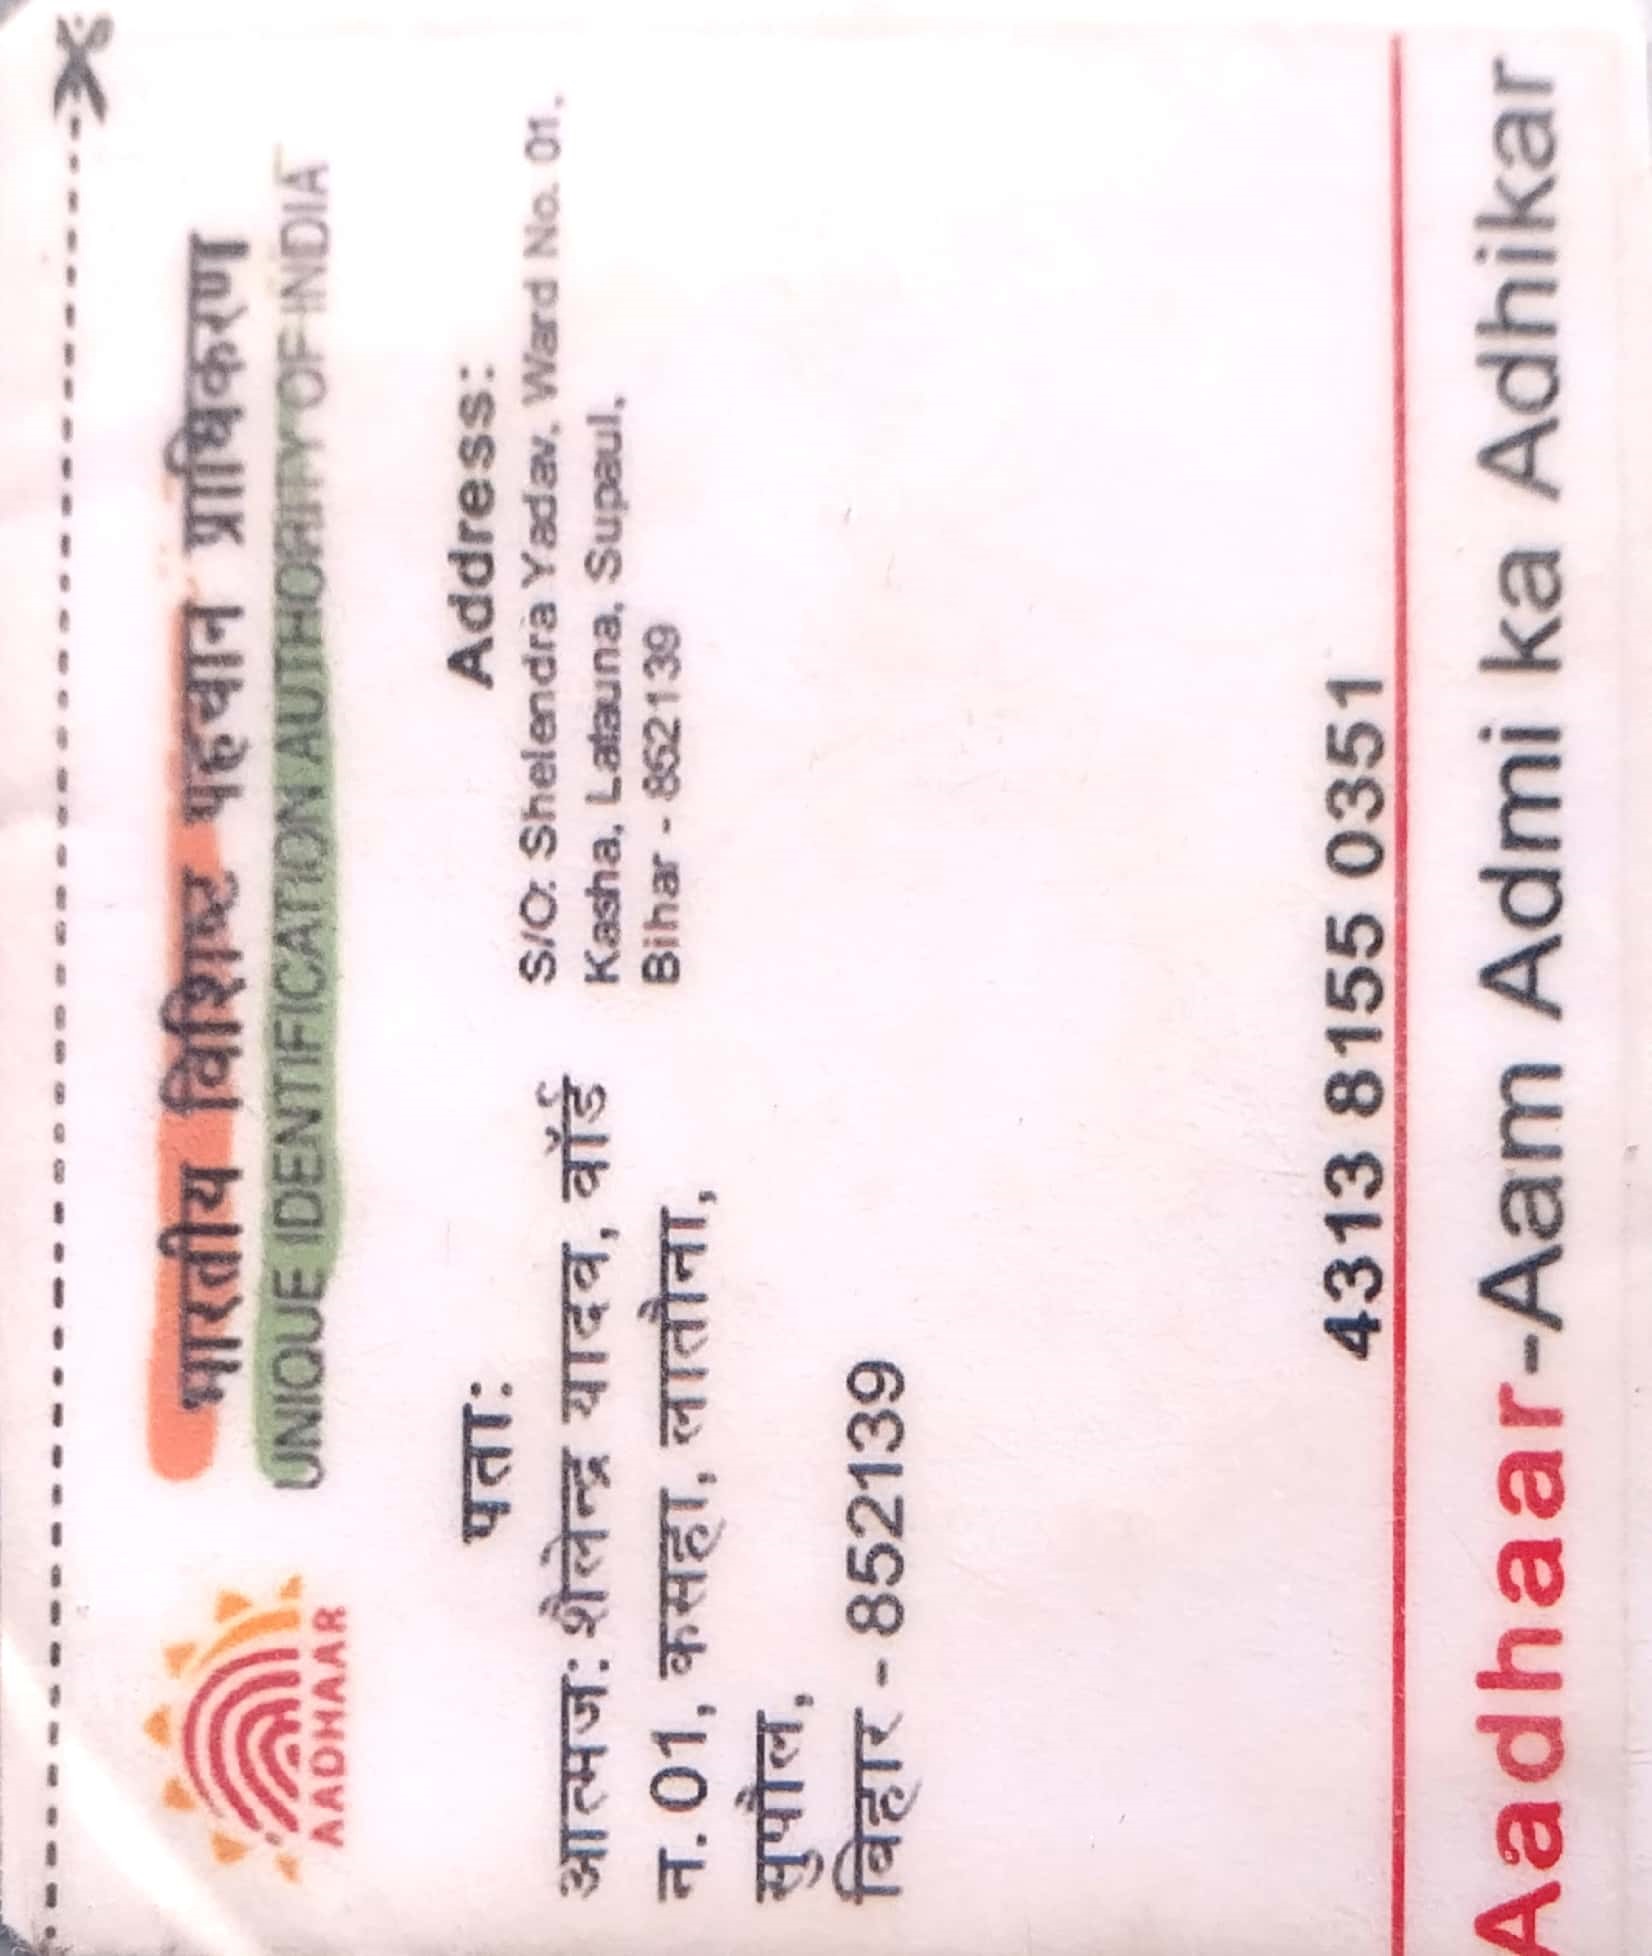 भारतीय विशिष्ट पहचान प्राधिकरण
UNIQUE IDENTIFICATION AUTHORITY OF INDIA
AADHAAR
पता:
आत्मज: शैलेन्द्र यादव, वॉर्ड
न. 01, कसहा, लातौना,
सुपौल,
बिहार - 852139
Address:
S/O: Shelendra Yadav, Ward No. 01,
Kasha, Latauna, Supaul,
Bihar - 852139
4313 8155 0351
Aadhaar-Aam Admi ka Adhikar